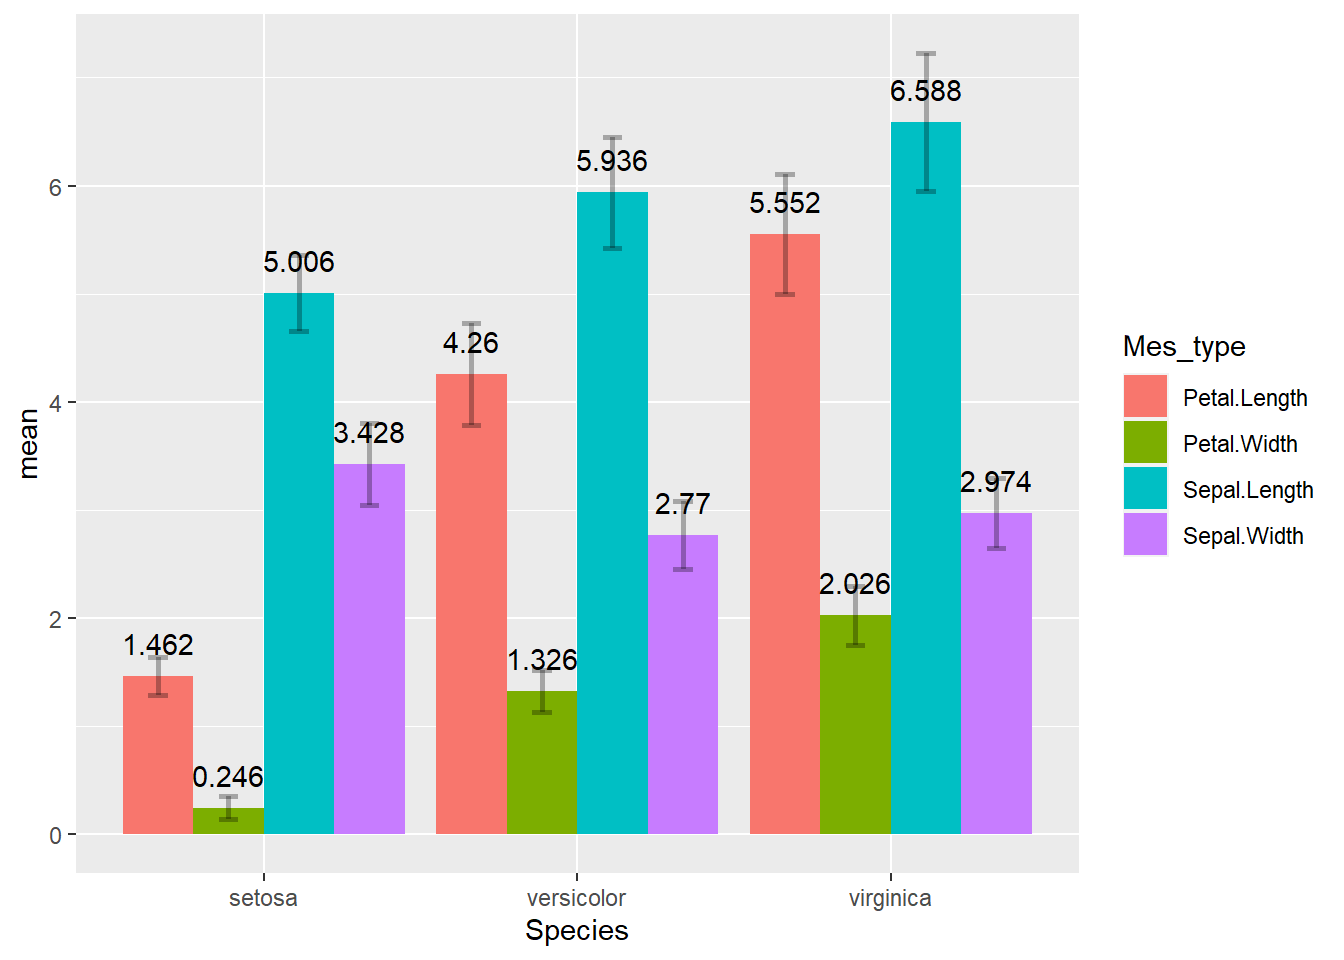 6.588
5.936
5.552
5.006
4.26
3.428
2.77
2.974
2.026
1.462
1.326
0.246
6
4
2
0
mean
setosa
versicolor
virginica
Species
Mes_type
Petal.Length
Petal.Width
Sepal.Length
Sepal.Width